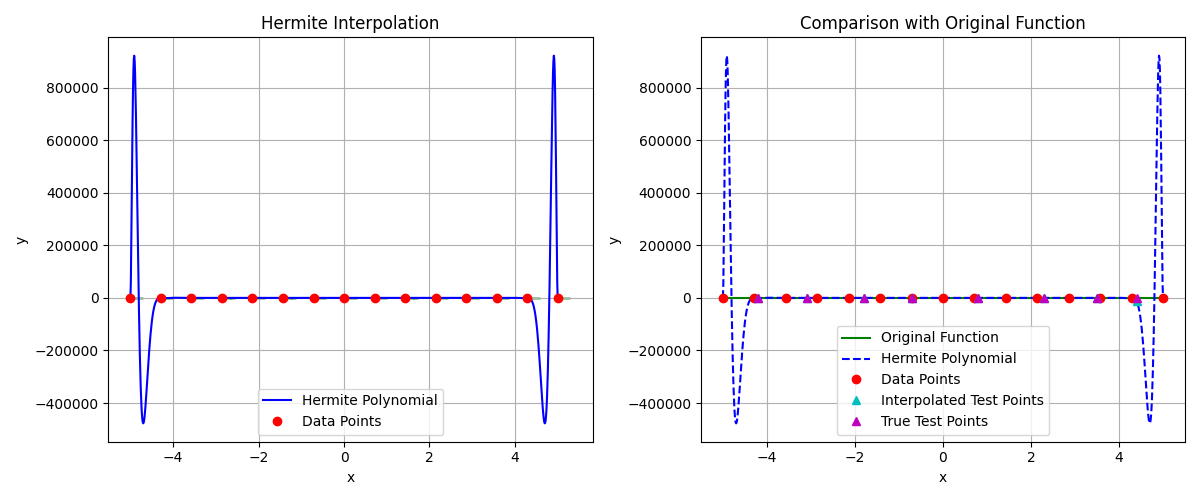 Hermite Interpolation
800000
600000
400000
200000
0
−200000
−400000
y
−4
−2
0
2
4
x
Hermite Polynomial
Data Points
Comparison with Original Function
800000
600000
400000
200000
0
−200000
−400000
y
−4
−2
0
2
4
x
Original Function
Hermite Polynomial
Data Points
Interpolated Test Points
True Test Points